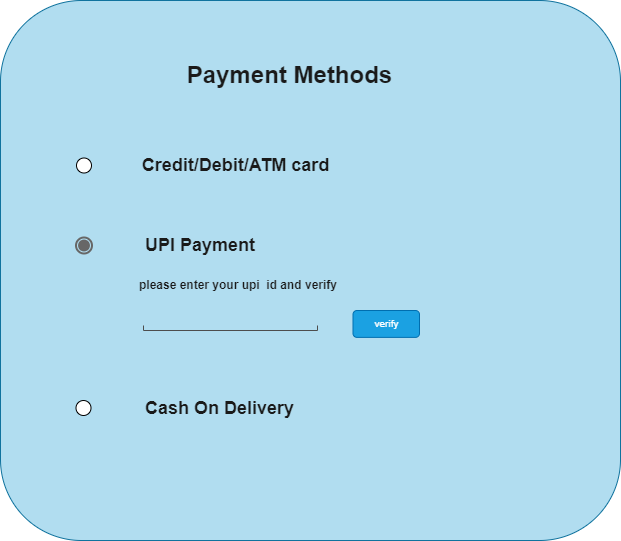 Payment Methods
Credit/Debit/ATM card
UPI Payment
please enter your upi  id and verify
verify
Cash On Delivery